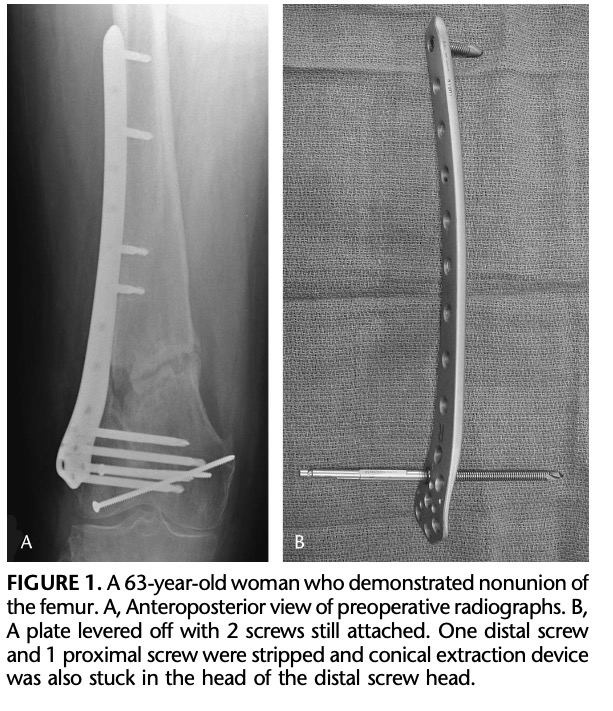 A
B
FIGURE 1. A 63-year-old woman who demonstrated nonunion of
the femur. A, Anteroposterior view of preoperative radiographs. B,
A plate levered off with 2 screws still attached. One distal screw
and 1 proximal screw were stripped and conical extraction device
was also stuck in the head of the distal screw head.